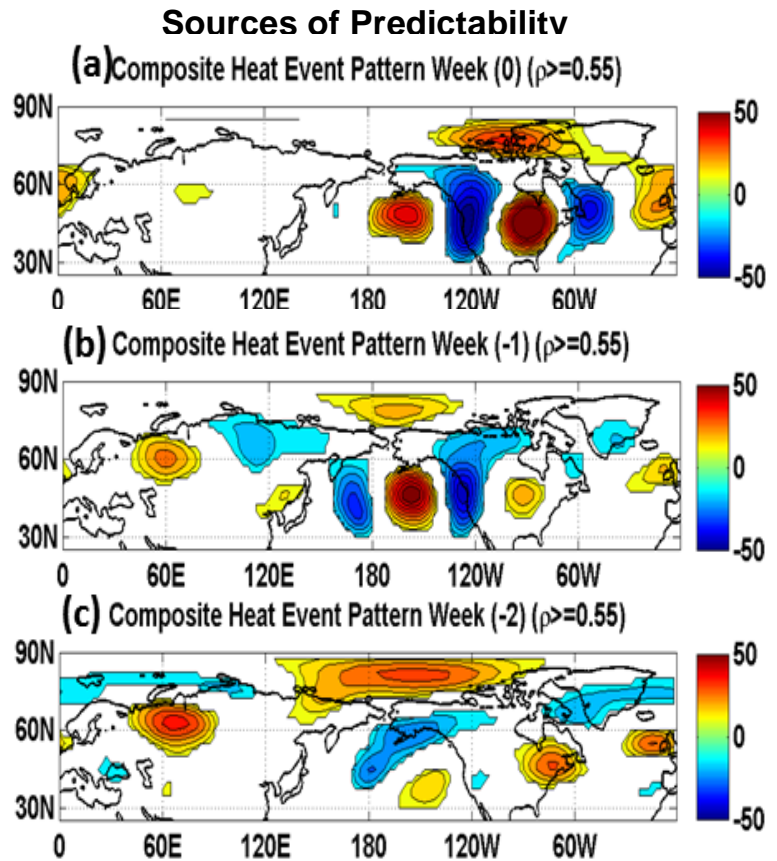 Sources of Predictability
(a) Composite Heat Event Pattern Week (0) (ρ>=0.55)
90N
60N
30N
0 60E 120E 180 120W 60W
50
0
-50
(b) Composite Heat Event Pattern Week (-1) (ρ>=0.55)
90N
60N
30N
0 60E 120E 180 120W 60W
50
0
-50
(c) Composite Heat Event Pattern Week (-2) (ρ>=0.55)
90N
60N
30N
0 60E 120E 180 120W 60W
50
0
-50